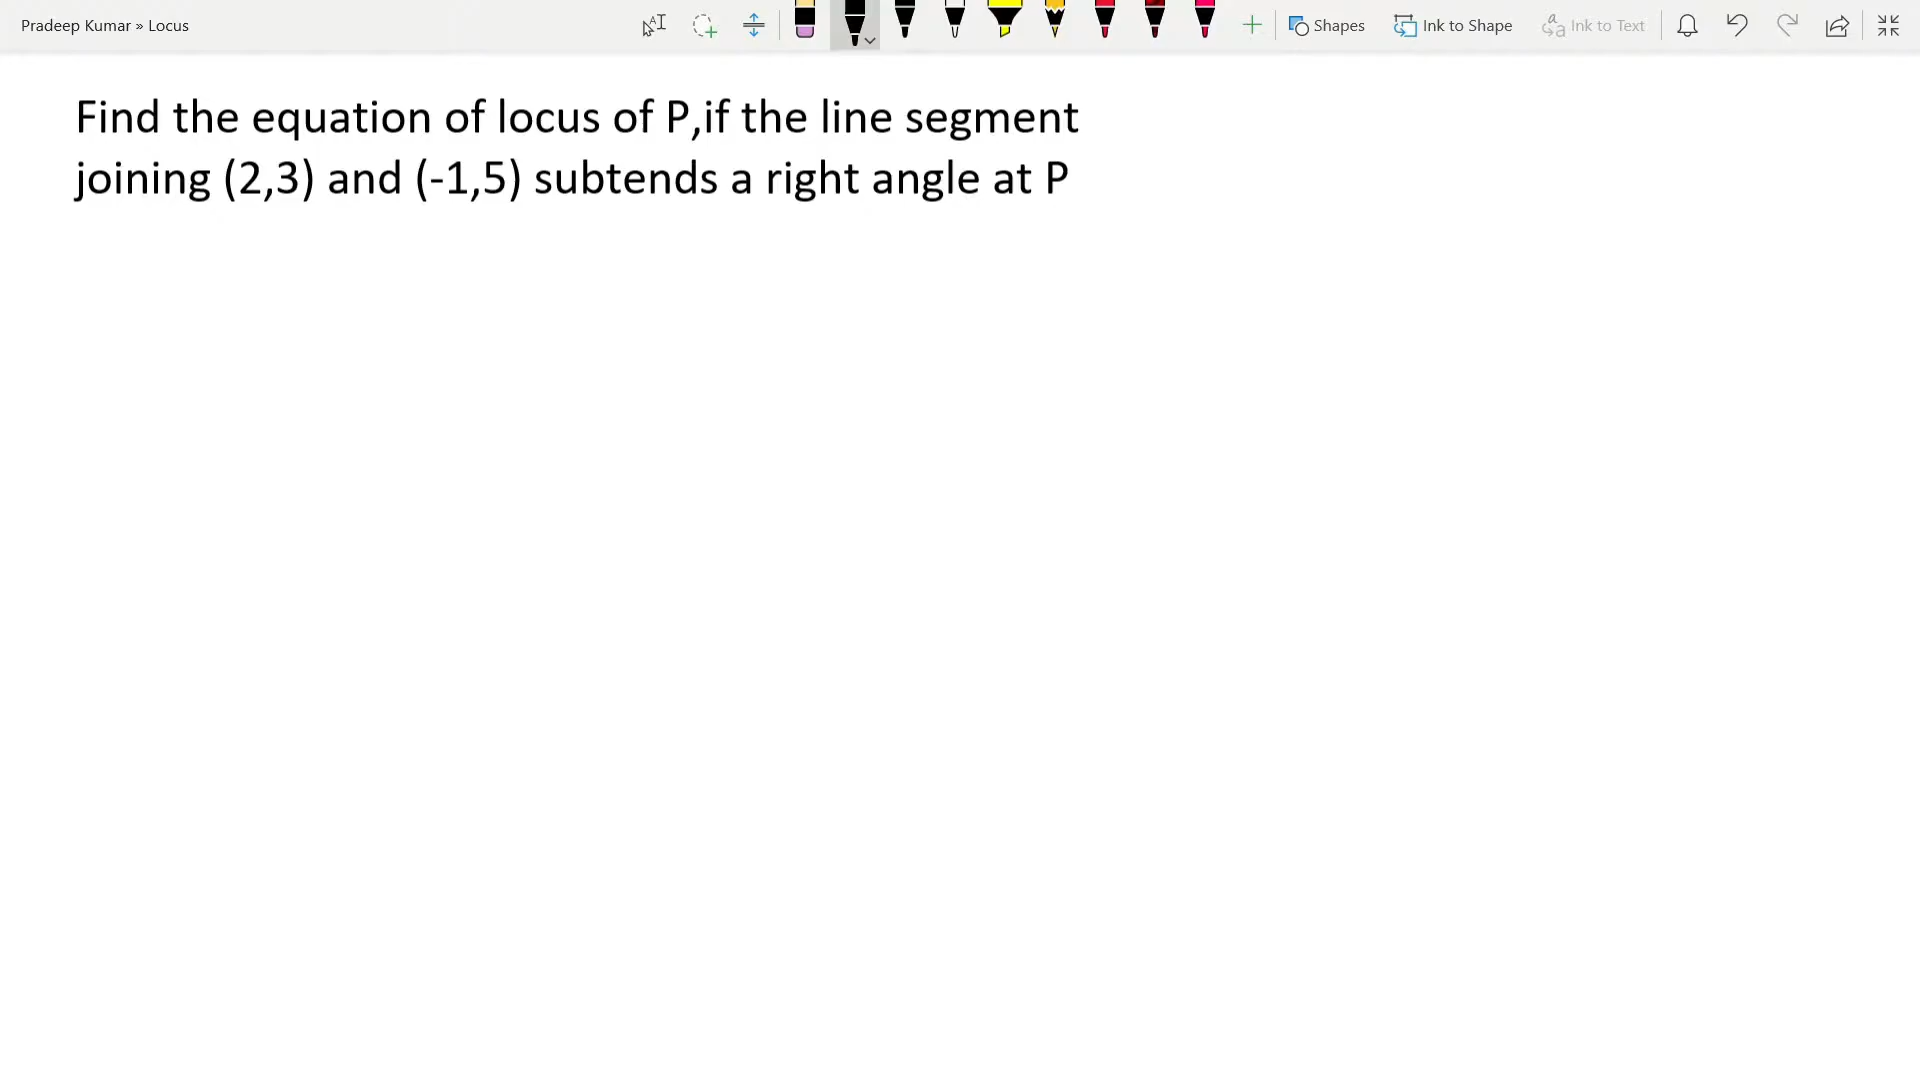 Pradeep Kumar » Locus
Shapes
Ink to Shape
Ink to Text
Find the equation of locus of P,if the line segment
joining (2,3) and (-1,5) subtends a right angle at P